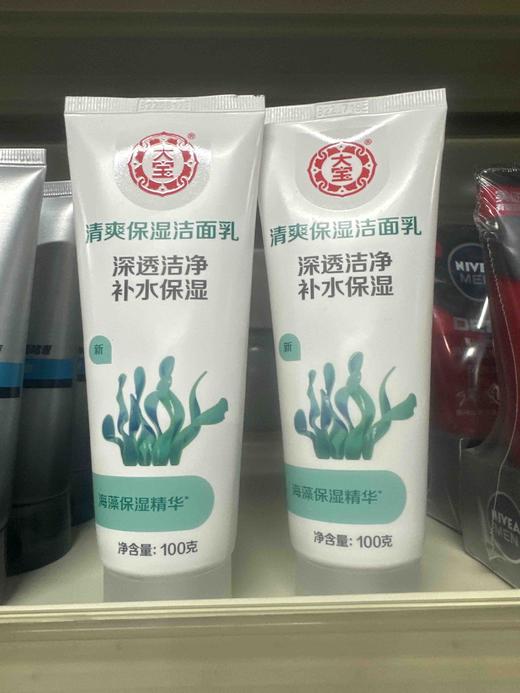 大宝
清爽保湿洁面乳
深透洁净
补水保湿
新
海藻保湿精华*
净含量：100克
大宝
清爽保湿洁面乳
深透洁净
补水保湿
新
海藻保湿精华*
净含量：100克
NIVEA
MEN
NIVEA
MEN